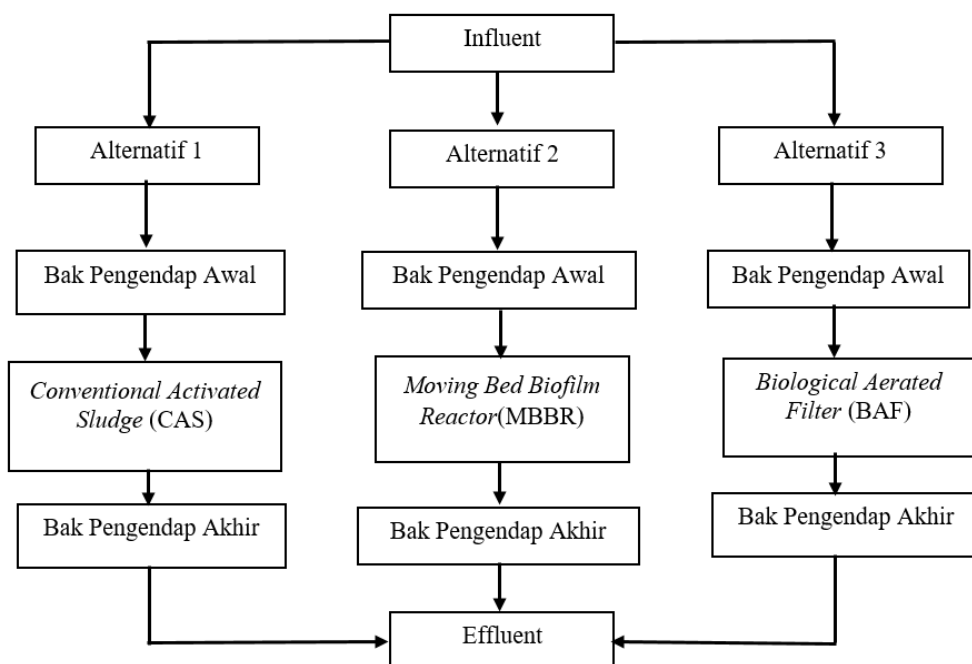 Influent
Alternatif 1
Alternatif 2
Alternatif 3
Bak Pengendap Awal
Bak Pengendap Awal
Bak Pengendap Awal
Conventional Activated
Sludge (CAS)
Moving Bed Biofilm
Reactor(MBBR)
Biological Aerated
Filter (BAF)
Bak Pengendap Akhir
Bak Pengendap Akhir
Bak Pengendap Akhir
Effluent